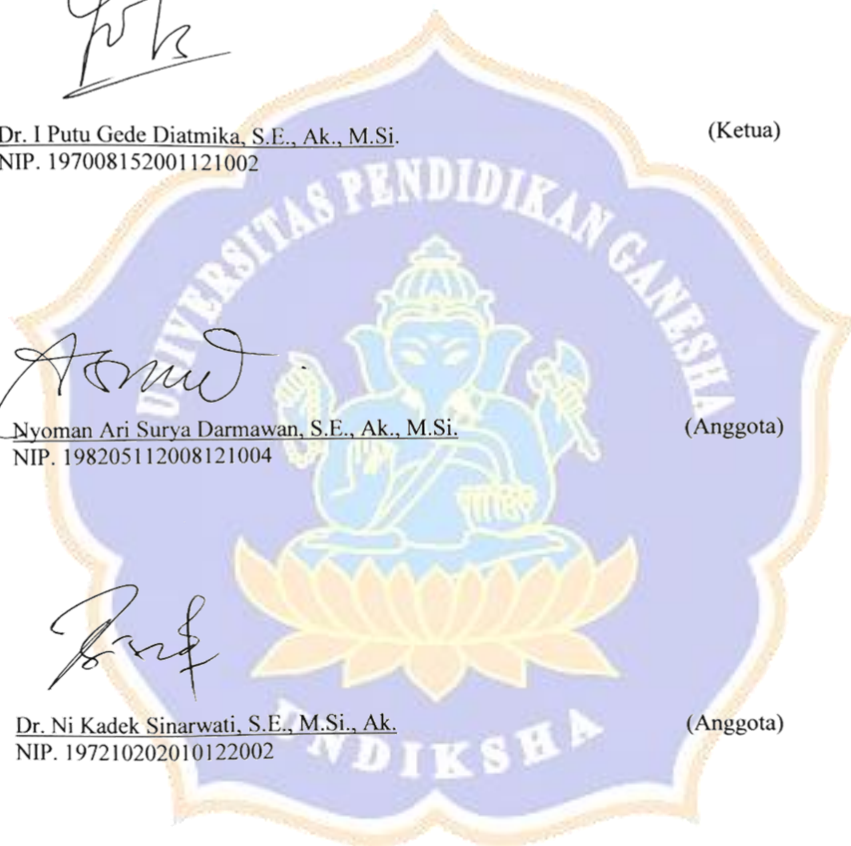 Dr. I Putu Gede Diatmika, S.E., Ak., M.Si. (Ketua)
NIP. 197008152001121002
UNIVERSITAS PENDIDIKAN GANESHA
Nyoman Ari Surya Darmawan, S.E., Ak., M.Si. (Anggota)
NIP. 198205112008121004
Dr. Ni Kadek Sinarwati, S.E., M.Si., Ak. (Anggota)
NIP. 197210202010122002
UNDIKSHA